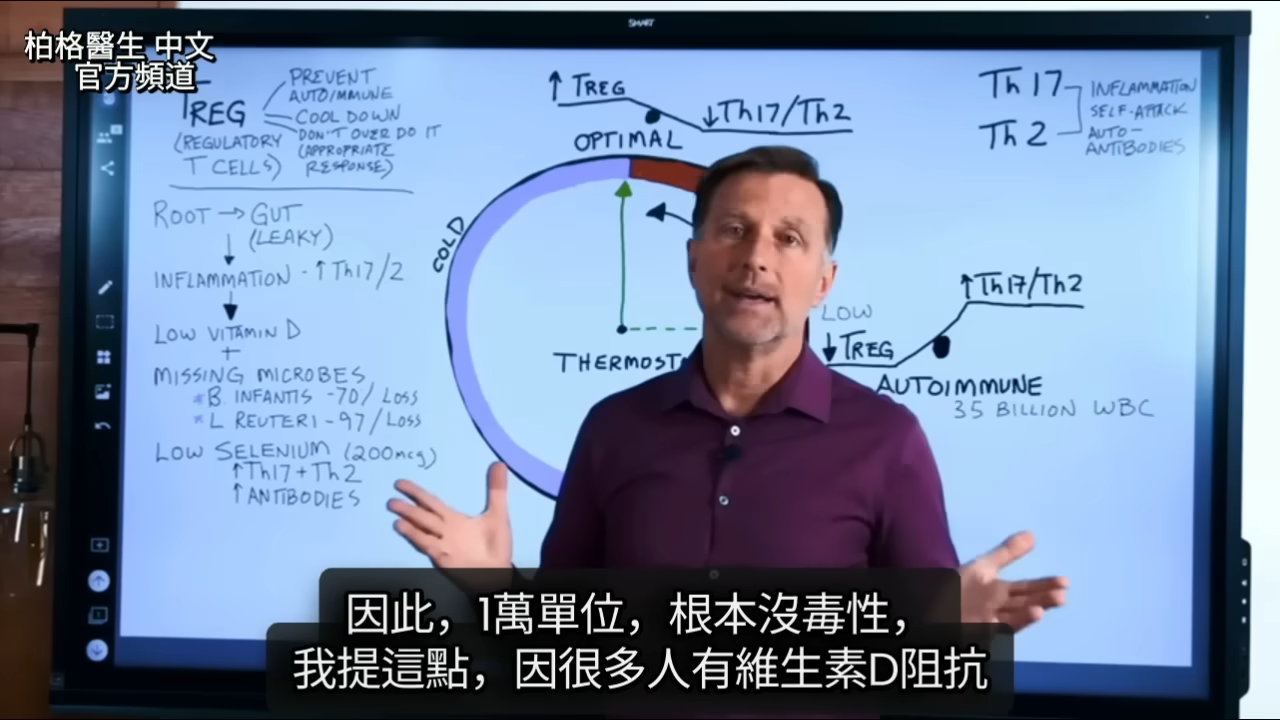 SMART
柏格醫生 中文
官方頻道
TREG
(REGULATORY
T CELLS)
PREVENT
AUTOIMMUNE
COOL DOWN
DON'T OVER DO IT
(APPROPRIATE
RESPONSE)
ROOT → GUT
(LEAKY)
INFLAMMATION - ↑Th17/2
LOW VITAMIN D
+
MISSING MICROBES
*B. INFANTIS -70/ LOSS
*L REUTERI - 97/ LOSS
LOW SELENIUM (200mcg)
↑Th17+Th2
↑ANTIBODIES
↑TREG
↓Th17/Th2
OPTIMAL
COLD
THERMOST
Th17
Th2
INFLAMMATION
SELF-ATTACK
AUTO-
ANTIBODIES
↑Th17/Th2
LOW
↓TREG
AUTOIMMUNE
35 BILLION WBC
因此，1萬單位，根本沒毒性，
我提這點，因很多人有維生素D阻抗